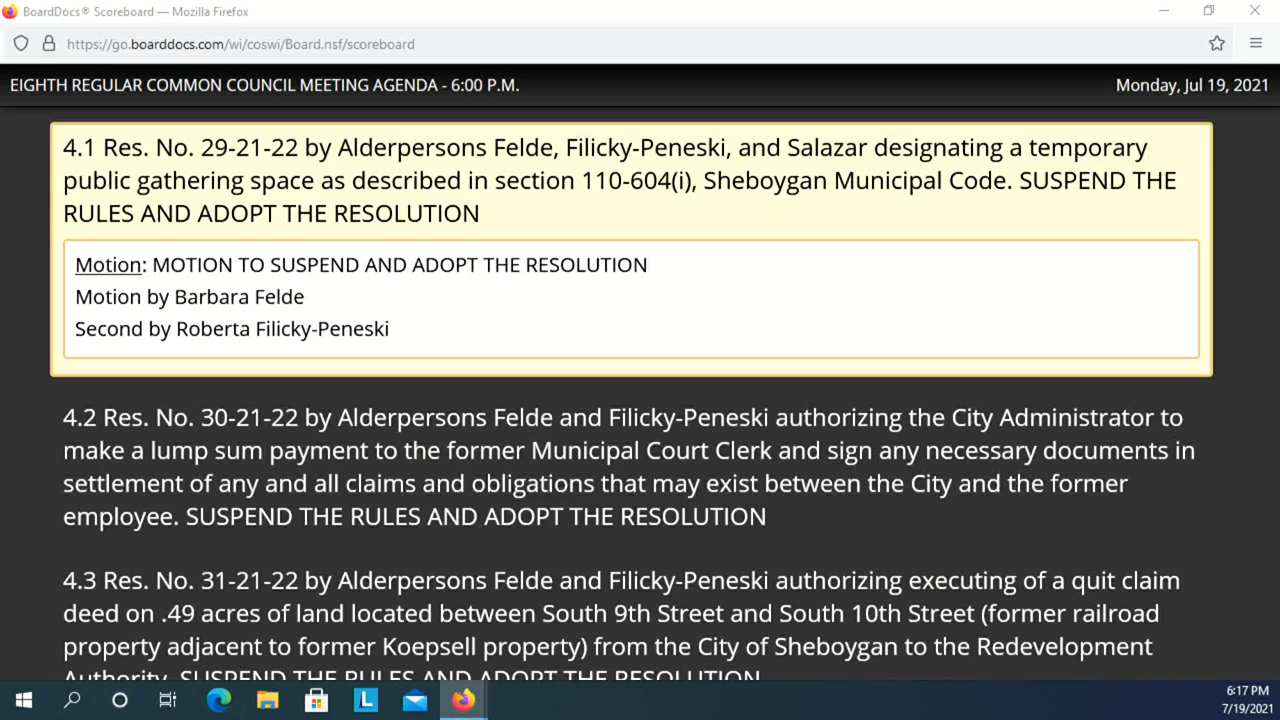 BoardDocs® Scoreboard — Mozilla Firefox
https://go.boarddocs.com/wi/coswi/Board.nsf/scoreboard
EIGHTH REGULAR COMMON COUNCIL MEETING AGENDA - 6:00 P.M.
Monday, Jul 19, 2021
4.1 Res. No. 29-21-22 by Alderpersons Felde, Filicky-Peneski, and Salazar designating a temporary
public gathering space as described in section 110-604(i), Sheboygan Municipal Code. SUSPEND THE
RULES AND ADOPT THE RESOLUTION
Motion: MOTION TO SUSPEND AND ADOPT THE RESOLUTION
Motion by Barbara Felde
Second by Roberta Filicky-Peneski
4.2 Res. No. 30-21-22 by Alderpersons Felde and Filicky-Peneski authorizing the City Administrator to
make a lump sum payment to the former Municipal Court Clerk and sign any necessary documents in
settlement of any and all claims and obligations that may exist between the City and the former
employee. SUSPEND THE RULES AND ADOPT THE RESOLUTION
4.3 Res. No. 31-21-22 by Alderpersons Felde and Filicky-Peneski authorizing executing of a quit claim
deed on .49 acres of land located between South 9th Street and South 10th Street (former railroad
property adjacent to former Koepsell property) from the City of Sheboygan to the Redevelopment
Authority. SUSPEND THE RULES AND ADOPT THE RESOLUTION
L
6:17 PM
7/19/2021